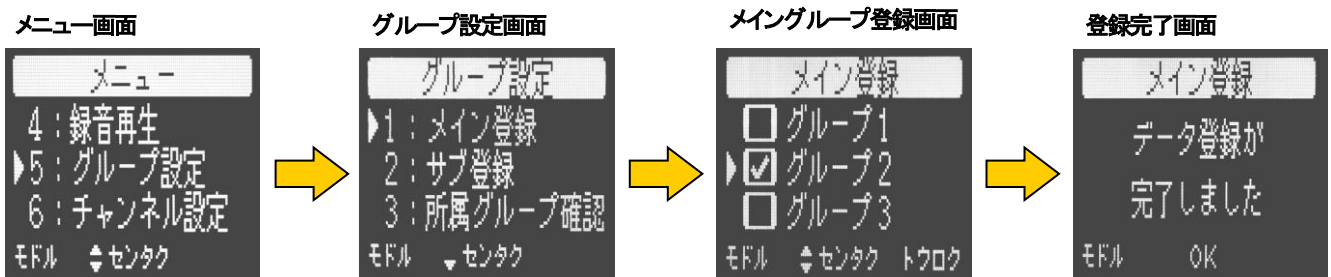 メニュー画面
メニュー
4：録音再生
5：グループ設定
6：チャンネル設定
モドル センタク
グループ設定画面
グループ設定
1：メイン登録
2：サブ登録
3：所属グループ確認
モドル センタク
メイングループ登録画面
メイン登録
グループ1
グループ2
グループ3
モドル センタク トウロク
登録完了画面
メイン登録
データ登録が
完了しました
モドル OK